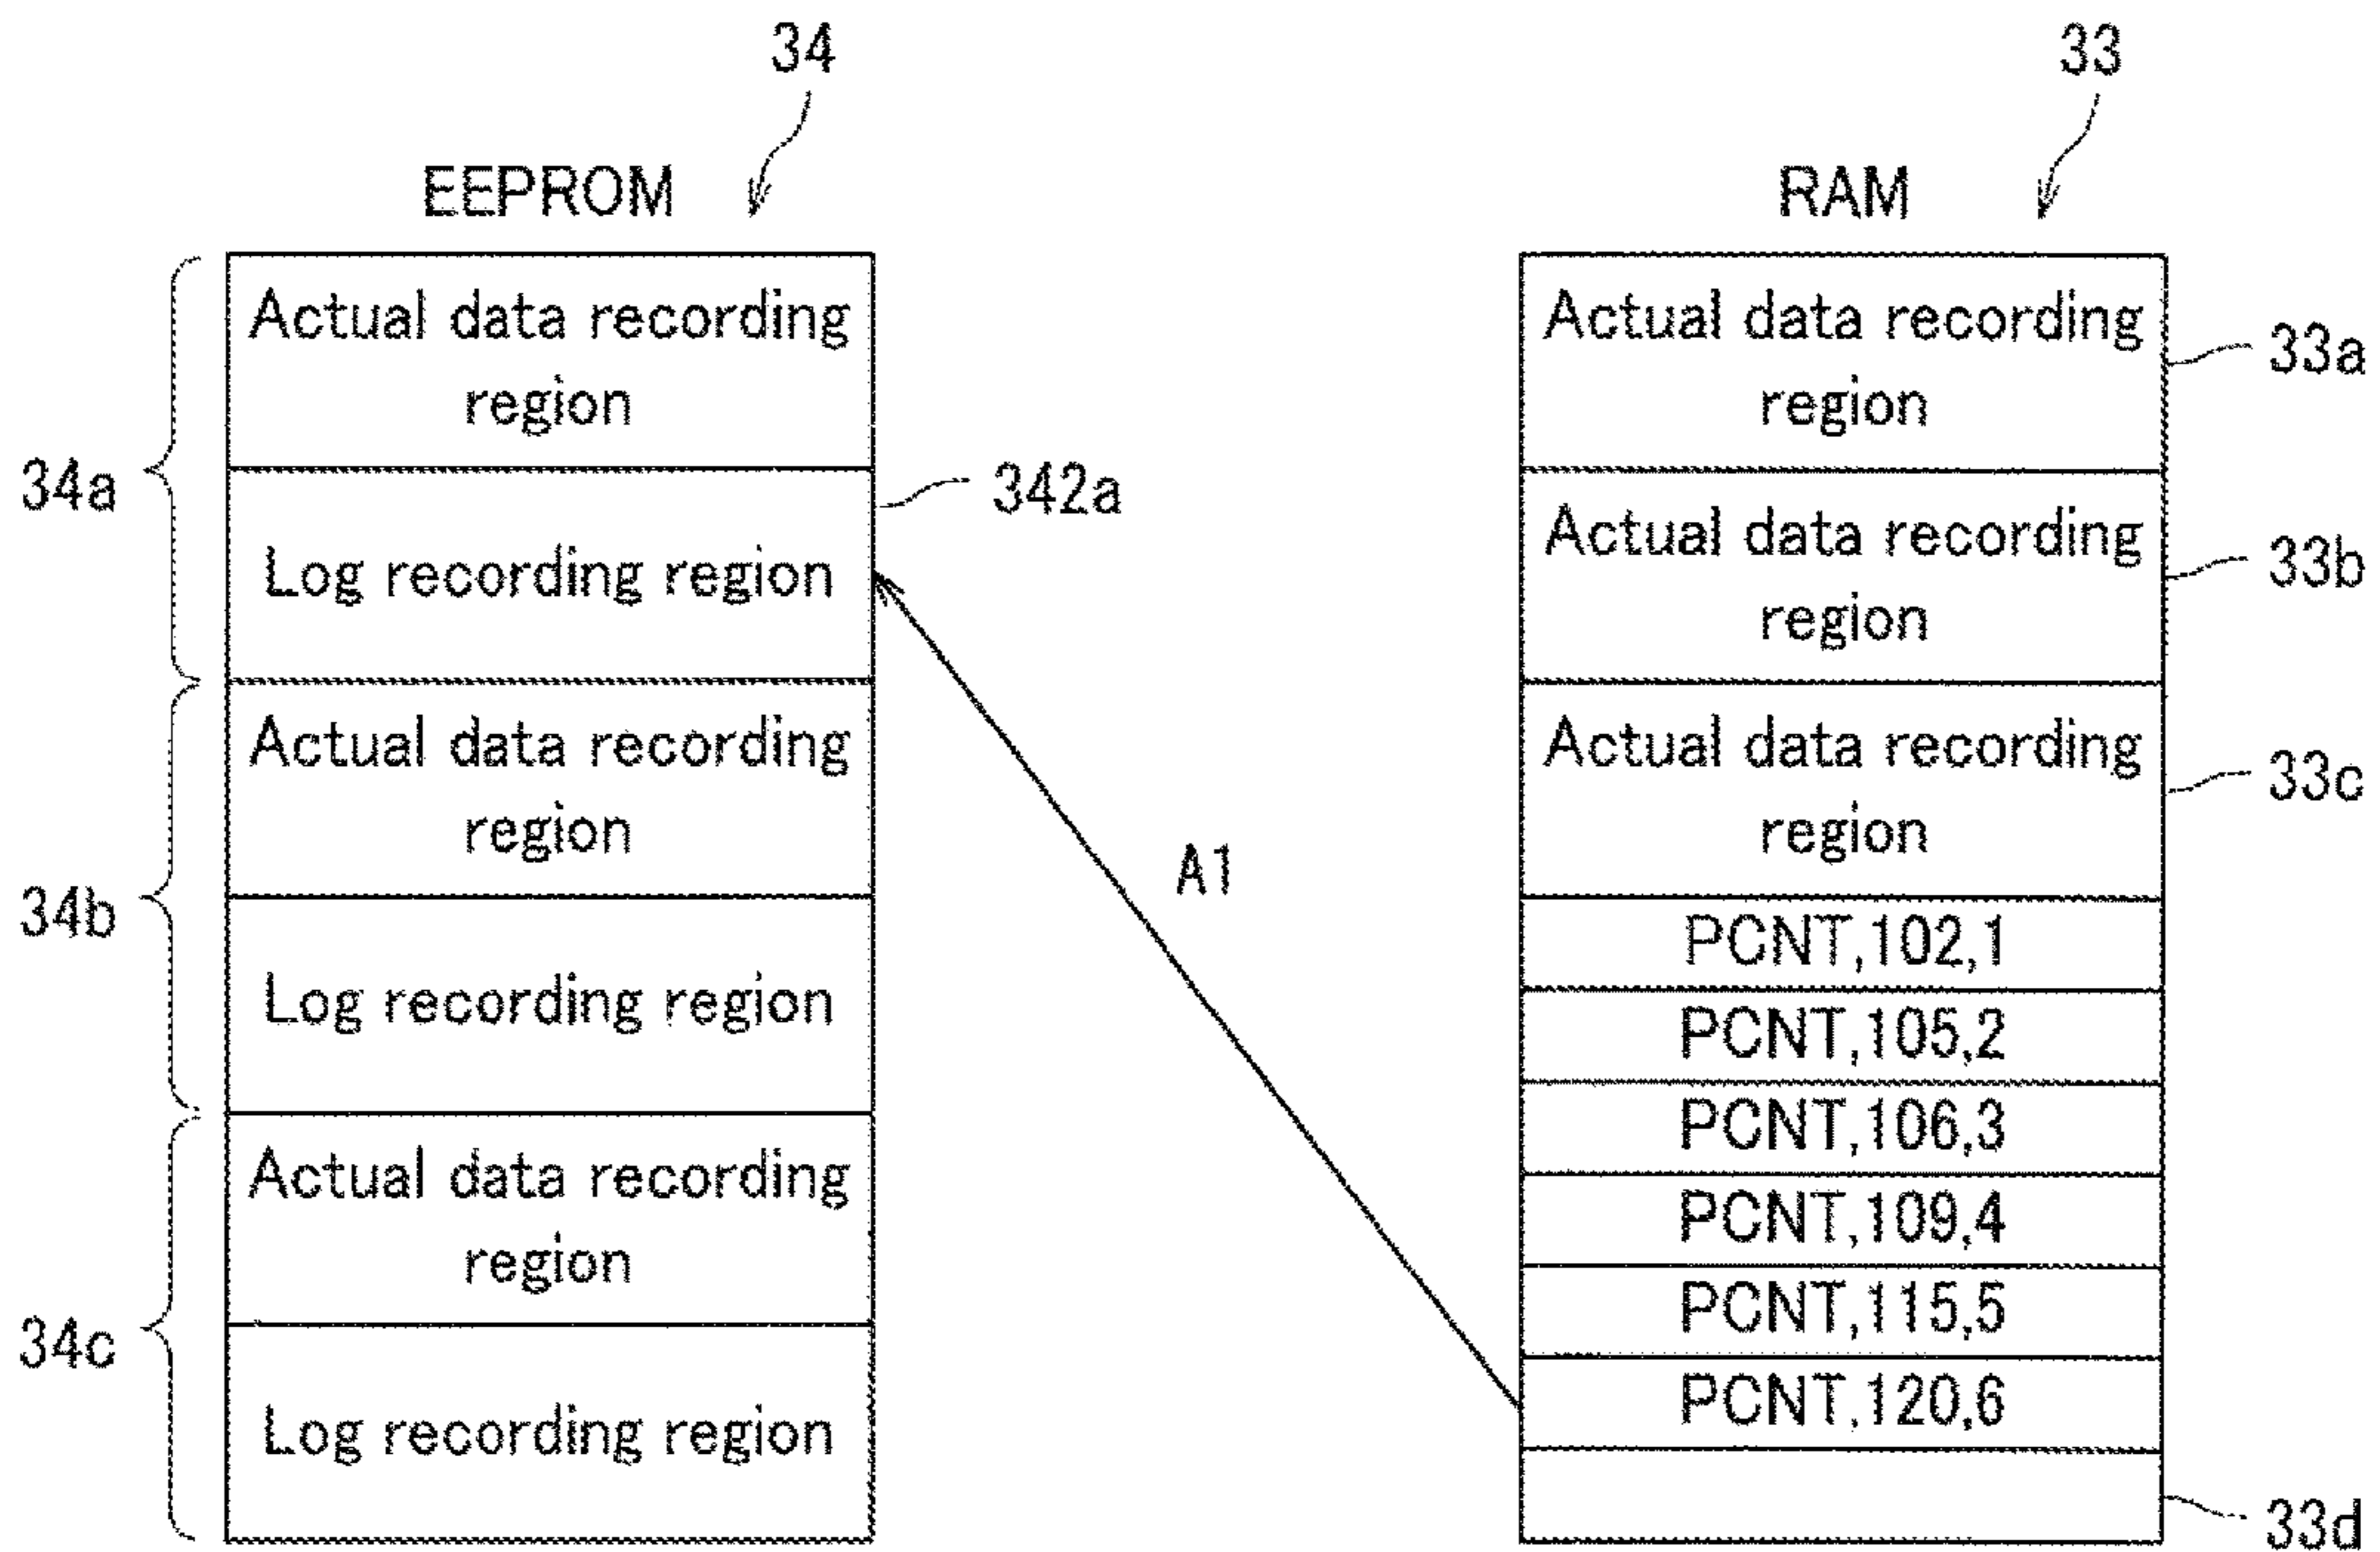 34
EEPROM
34a
Actual data recording
region
342a
Log recording region
34b
Actual data recording
region
Log recording region
34c
Actual data recording
region
Log recording region
A1
33
RAM
Actual data recording
region
33a
Actual data recording
region
33b
Actual data recording
region
33c
PCNT,102,1
PCNT,105,2
PCNT,106,3
PCNT,109,4
PCNT,115,5
PCNT,120,6
33d